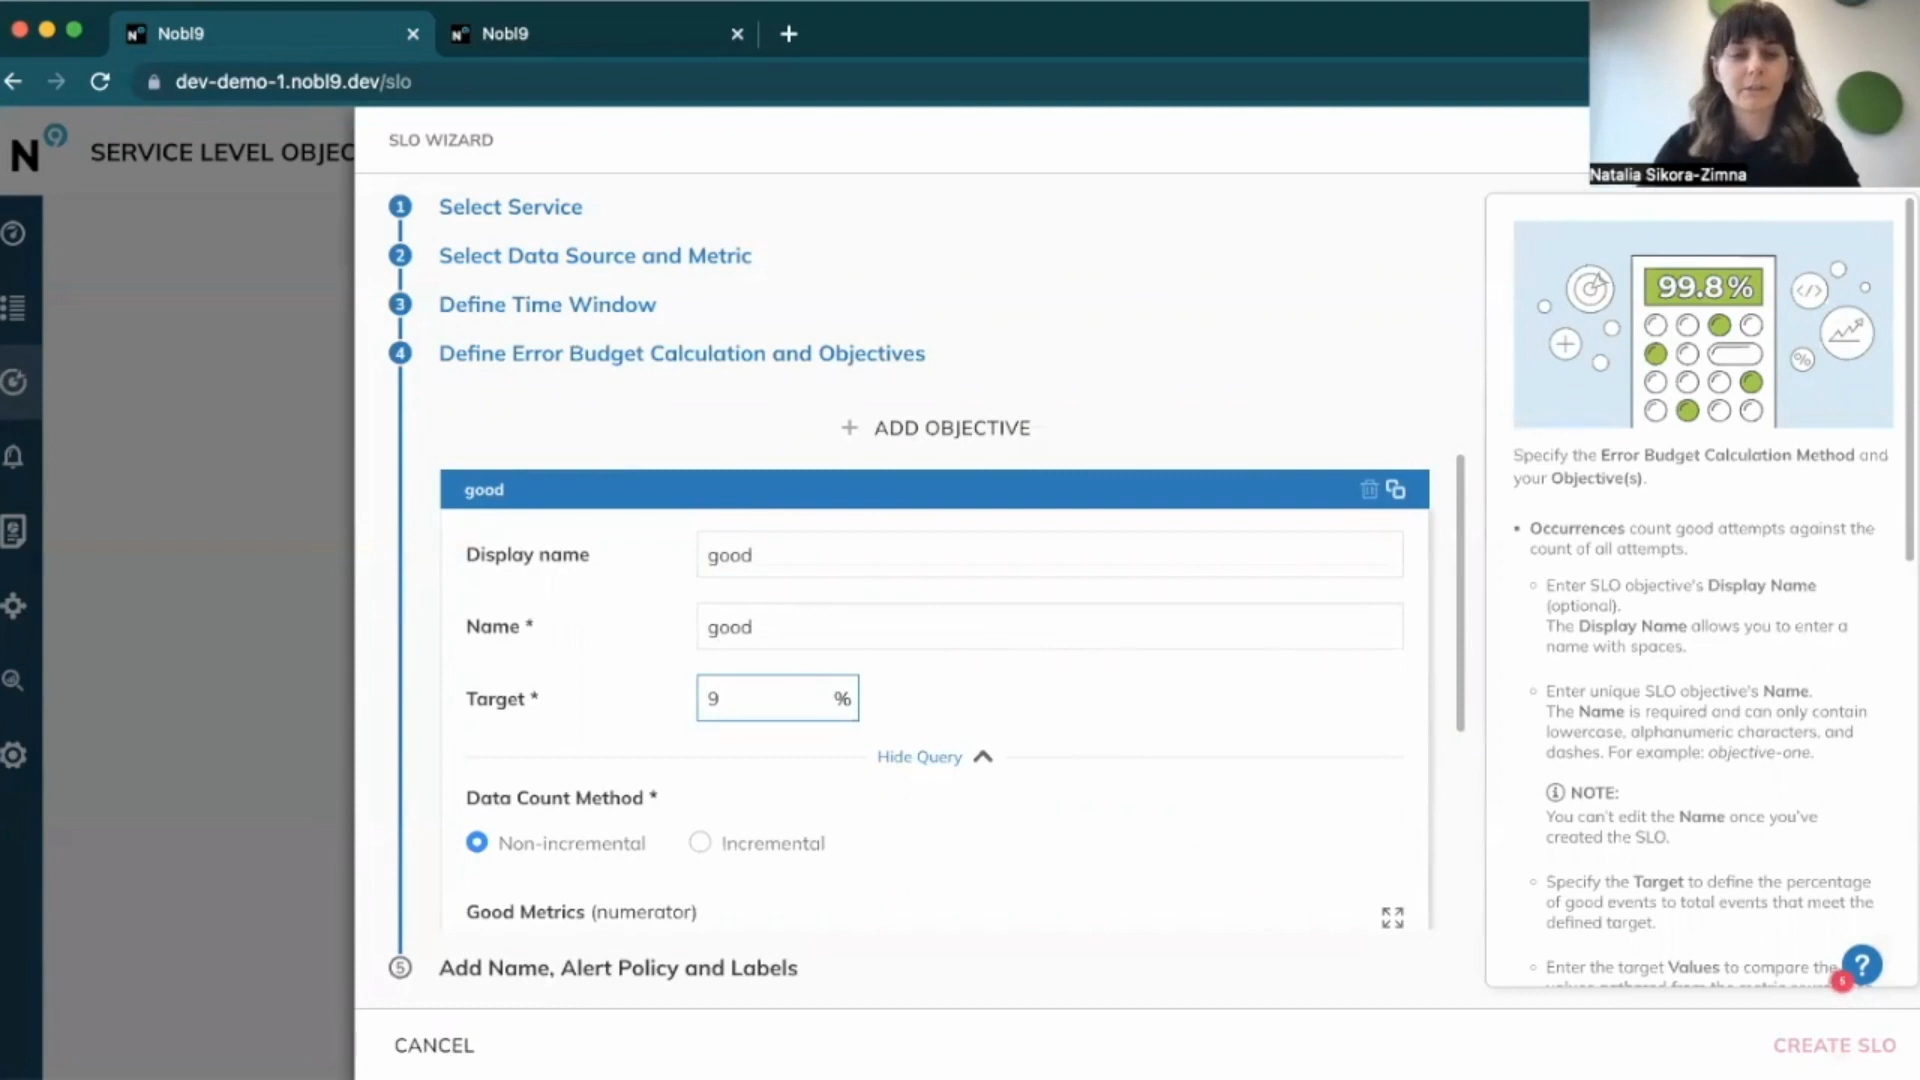 Nobl9
Nobl9
dev-demo-1.nobl9.dev/slo
N9
SERVICE LEVEL OBJEC
SLO WIZARD
Natalia Sikora-Zimna
1 Select Service
2 Select Data Source and Metric
3 Define Time Window
4 Define Error Budget Calculation and Objectives
+ ADD OBJECTIVE
good
Display name
good
Name *
good
Target *
9 %
Hide Query
Data Count Method *
Non-incremental
Incremental
Good Metrics (numerator)
5 Add Name, Alert Policy and Labels
CANCEL
CREATE SLO
99.8%
</>
%
Specify the Error Budget Calculation Method and
your Objective(s).
Occurrences count good attempts against the
count of all attempts.
Enter SLO objective's Display Name
(optional).
The Display Name allows you to enter a
name with spaces.
Enter unique SLO objective's Name.
The Name is required and can only contain
lowercase, alphanumeric characters, and
dashes. For example: objective-one.
NOTE:
You can't edit the Name once you've
created the SLO.
Specify the Target to define the percentage
of good events to total events that meet the
defined target.
Enter the target Values to compare the
?